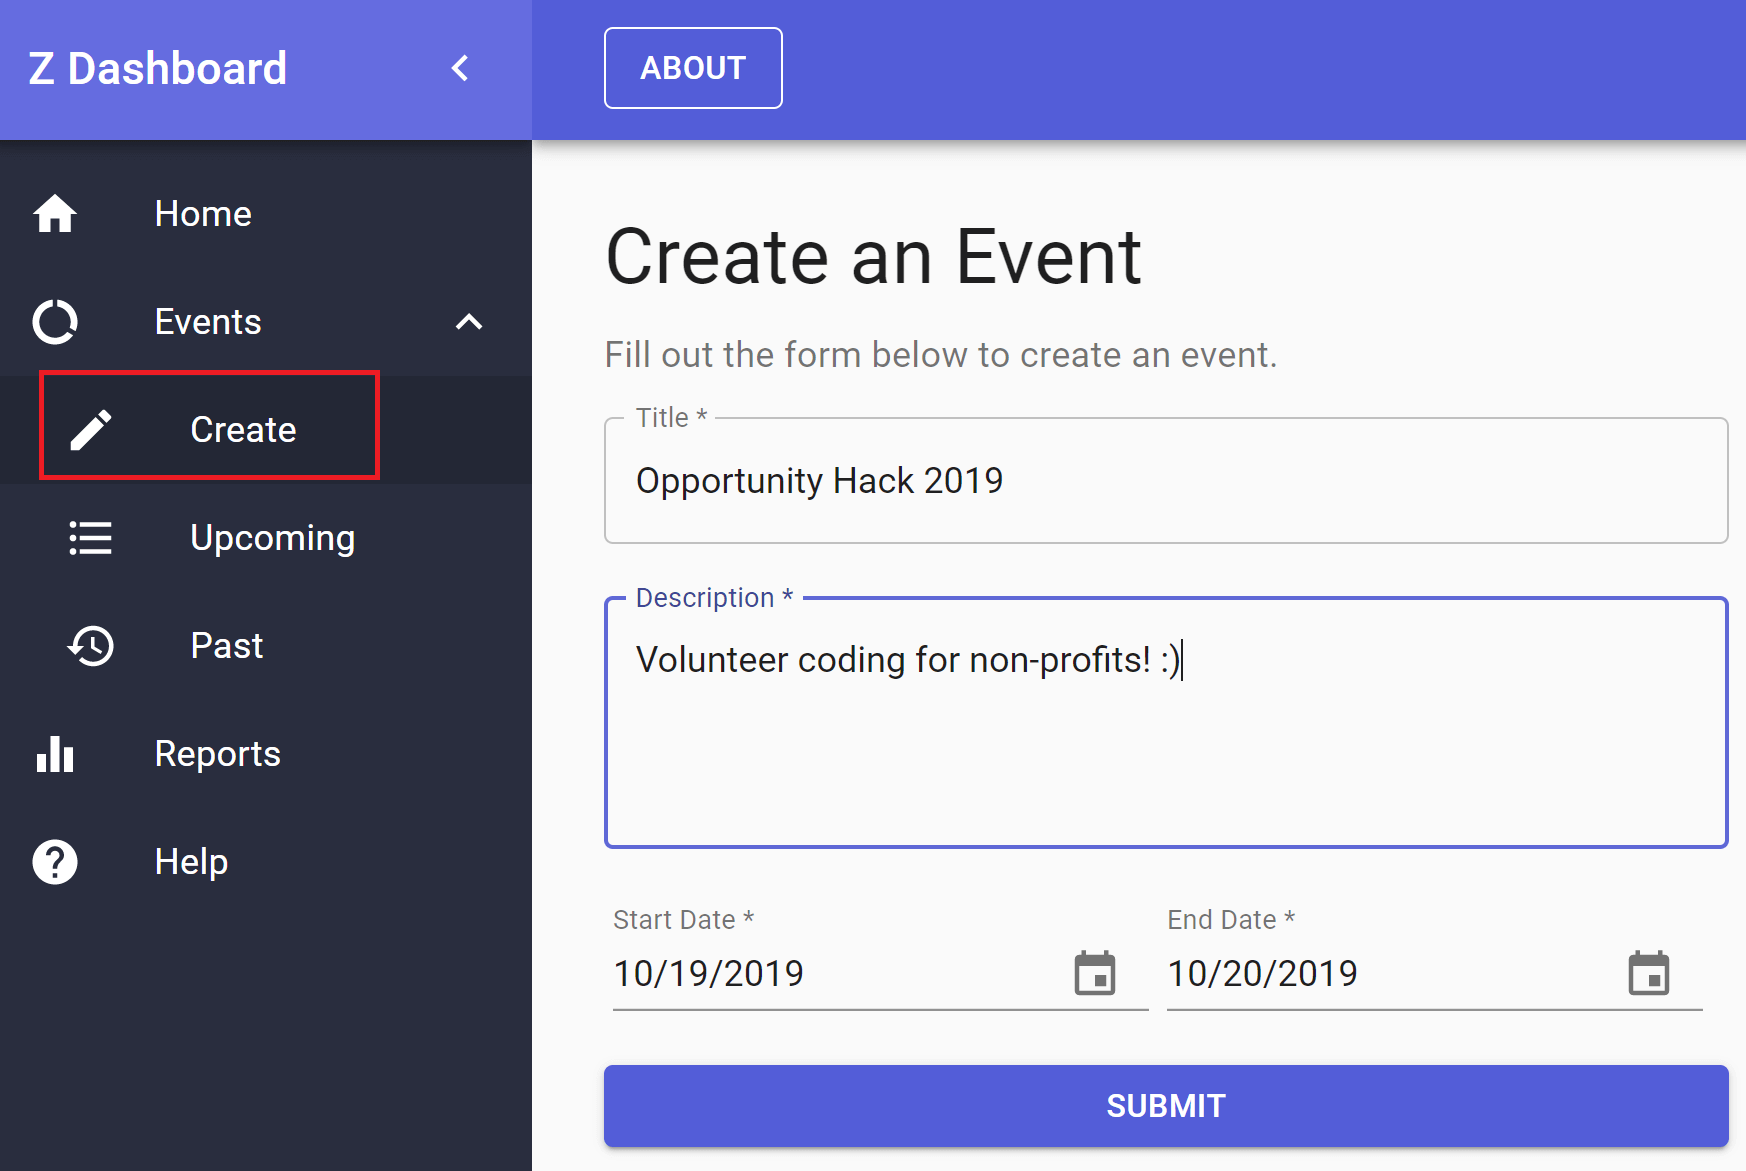 Z Dashboard
ABOUT
Home
Events
Create
Upcoming
Past
Reports
Help
Create an Event
Fill out the form below to create an event.
Title *
Opportunity Hack 2019
Description *
Volunteer coding for non-profits! :)
Start Date *
10/19/2019
End Date *
10/20/2019
SUBMIT